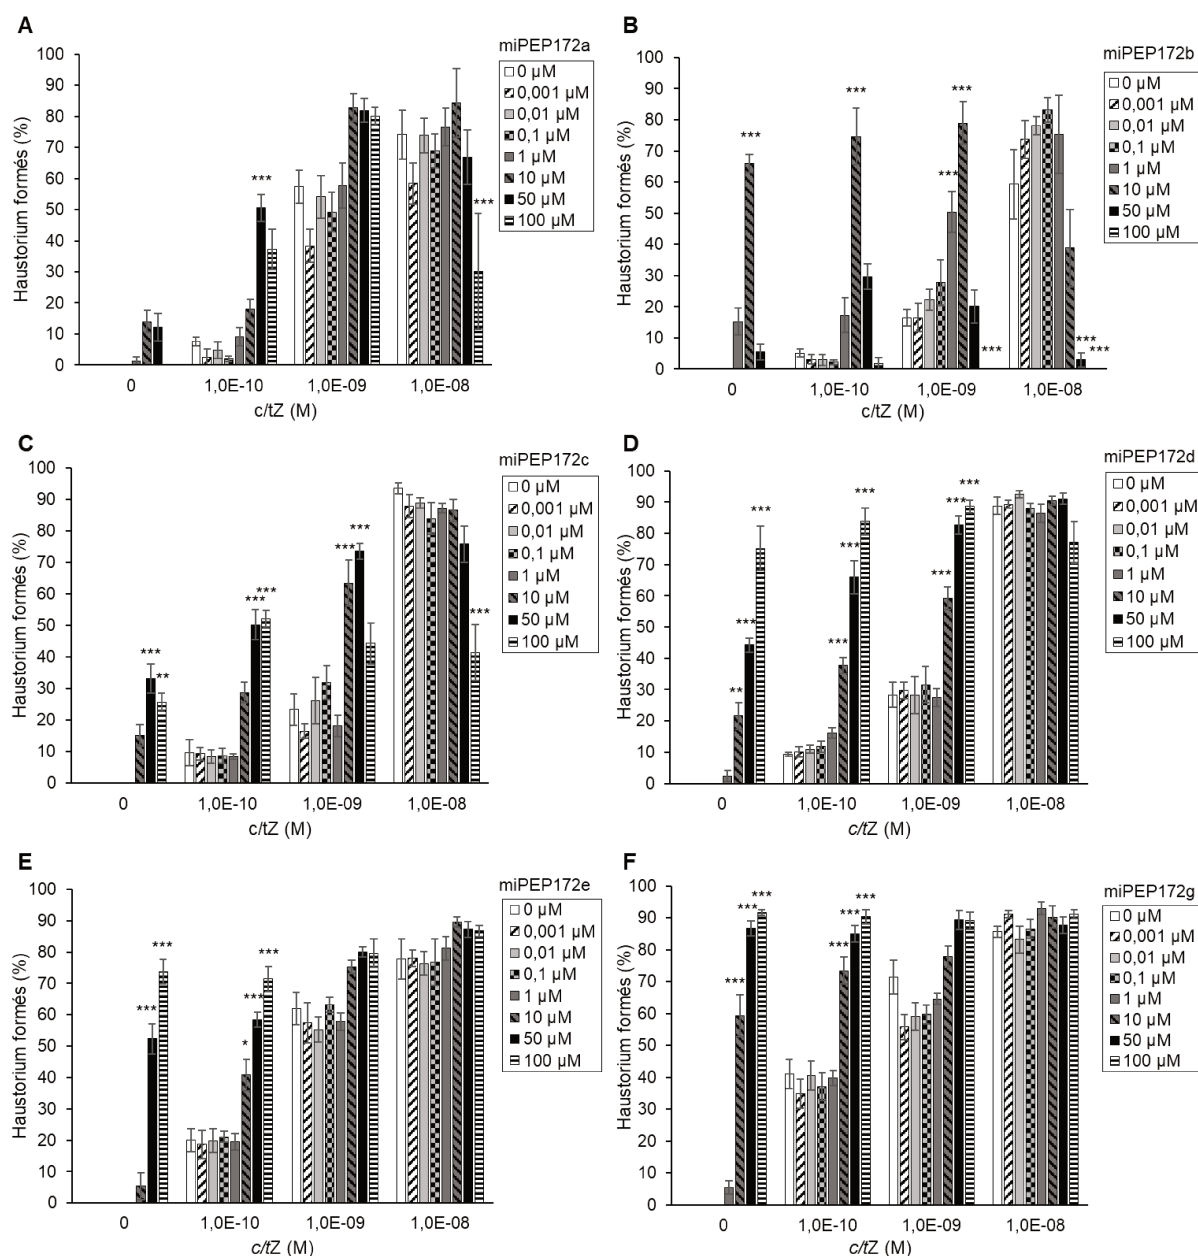 A
miPEP172a
0 µM
0,001 µM
0,01 µM
0,1 µM
1 µM
10 µM
50 µM
100 µM
Haustorium formés (%)
100
90
80
70
60
50
40
30
20
10
0
***
***
0
1,0E-10
1,0E-09
1,0E-08
c/tZ (M)
B
miPEP172b
0 µM
0,001 µM
0,01 µM
0,1 µM
1 µM
10 µM
50 µM
100 µM
Haustorium formés (%)
100
90
80
70
60
50
40
30
20
10
0
***
***
***
***
***
***
***
0
1,0E-10
1,0E-09
1,0E-08
c/tZ (M)
C
miPEP172c
0 µM
0,001 µM
0,01 µM
0,1 µM
1 µM
10 µM
50 µM
100 µM
Haustorium formés (%)
100
90
80
70
60
50
40
30
20
10
0
***
**
***
***
***
***
***
0
1,0E-10
1,0E-09
1,0E-08
c/tZ (M)
D
miPEP172d
0 µM
0,001 µM
0,01 µM
0,1 µM
1 µM
10 µM
50 µM
100 µM
Haustorium formés (%)
100
90
80
70
60
50
40
30
20
10
0
**
***
***
***
***
***
***
***
***
0
1,0E-10
1,0E-09
1,0E-08
c/tZ (M)
E
miPEP172e
0 µM
0,001 µM
0,01 µM
0,1 µM
1 µM
10 µM
50 µM
100 µM
Haustorium formés (%)
100
90
80
70
60
50
40
30
20
10
0
***
***
*
***
***
0
1,0E-10
1,0E-09
1,0E-08
c/tZ (M)
F
miPEP172g
0 µM
0,001 µM
0,01 µM
0,1 µM
1 µM
10 µM
50 µM
100 µM
Haustorium formés (%)
100
90
80
70
60
50
40
30
20
10
0
***
***
***
***
***
***
0
1,0E-10
1,0E-09
1,0E-08
c/tZ (M)